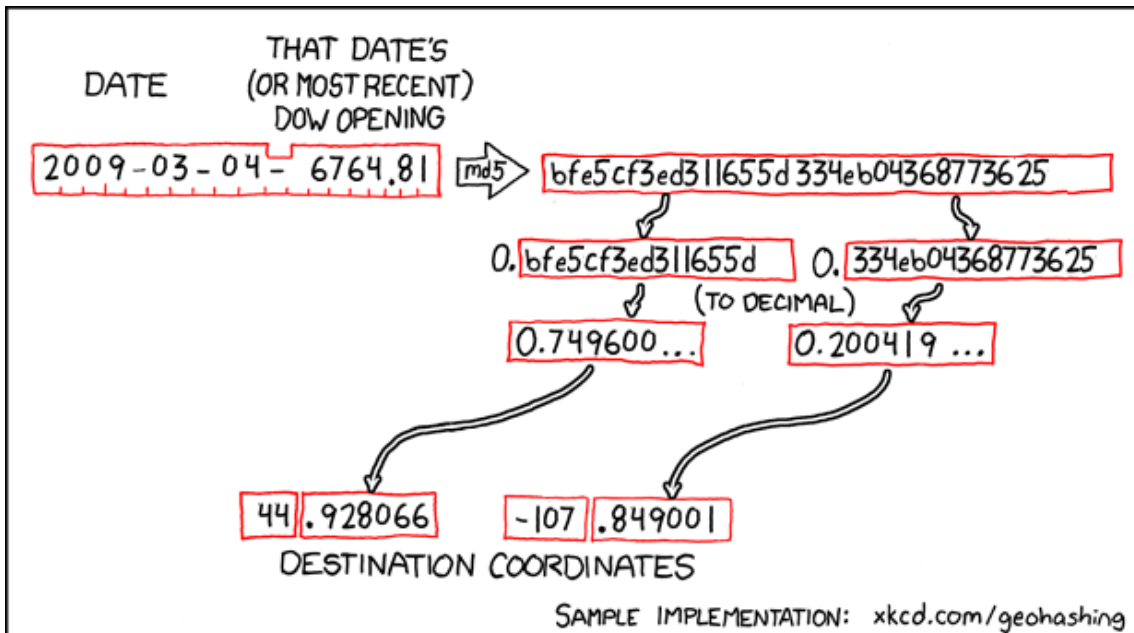 DATE
THAT DATE'S
(OR MOST RECENT)
DOW OPENING
2009-03-04- 6764.81
md5
bfe5cf3ed311655d334eb04368773625
0. bfe5cf3ed311655d
0. 334eb04368773625
(TO DECIMAL)
0.749600...
0.200419 ...
44 .928066
-107 .849001
DESTINATION COORDINATES
SAMPLE IMPLEMENTATION: xkcd.com/geohashing